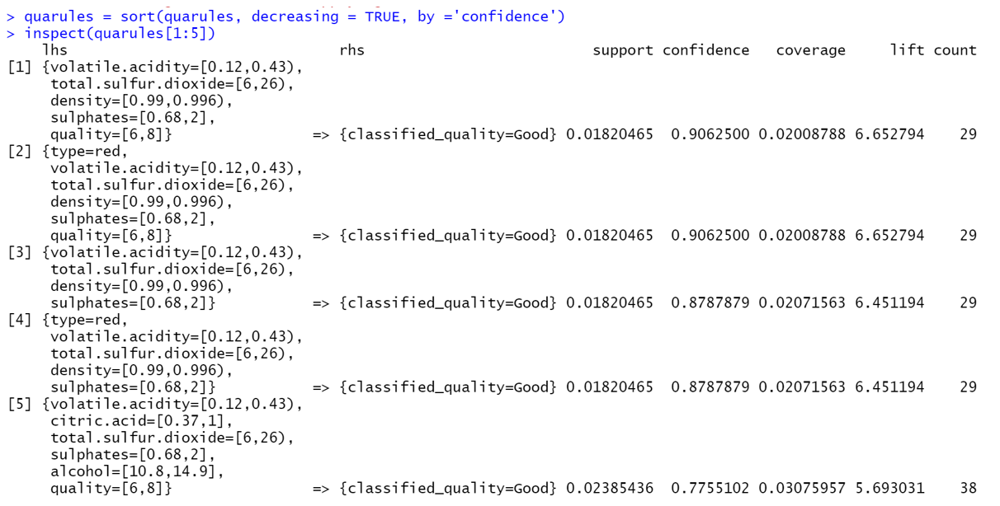 > quarules = sort(quarules, decreasing = TRUE, by ='confidence')
> inspect(quarules[1:5])
lhs rhs support confidence coverage lift count
[1] {volatile.acidity=[0.12,0.43),
total.sulfur.dioxide=[6,26),
density=[0.99,0.996),
sulphates=[0.68,2],
quality=[6,8]} => {classified_quality=Good} 0.01820465 0.9062500 0.02008788 6.652794 29
[2] {type=red,
volatile.acidity=[0.12,0.43),
total.sulfur.dioxide=[6,26),
density=[0.99,0.996),
sulphates=[0.68,2],
quality=[6,8]} => {classified_quality=Good} 0.01820465 0.9062500 0.02008788 6.652794 29
[3] {volatile.acidity=[0.12,0.43),
total.sulfur.dioxide=[6,26),
density=[0.99,0.996),
sulphates=[0.68,2]} => {classified_quality=Good} 0.01820465 0.8787879 0.02071563 6.451194 29
[4] {type=red,
volatile.acidity=[0.12,0.43),
total.sulfur.dioxide=[6,26),
density=[0.99,0.996),
sulphates=[0.68,2]} => {classified_quality=Good} 0.01820465 0.8787879 0.02071563 6.451194 29
[5] {volatile.acidity=[0.12,0.43),
citric.acid=[0.37,1],
total.sulfur.dioxide=[6,26),
sulphates=[0.68,2],
alcohol=[10.8,14.9],
quality=[6,8]} => {classified_quality=Good} 0.02385436 0.7755102 0.03075957 5.693031 38